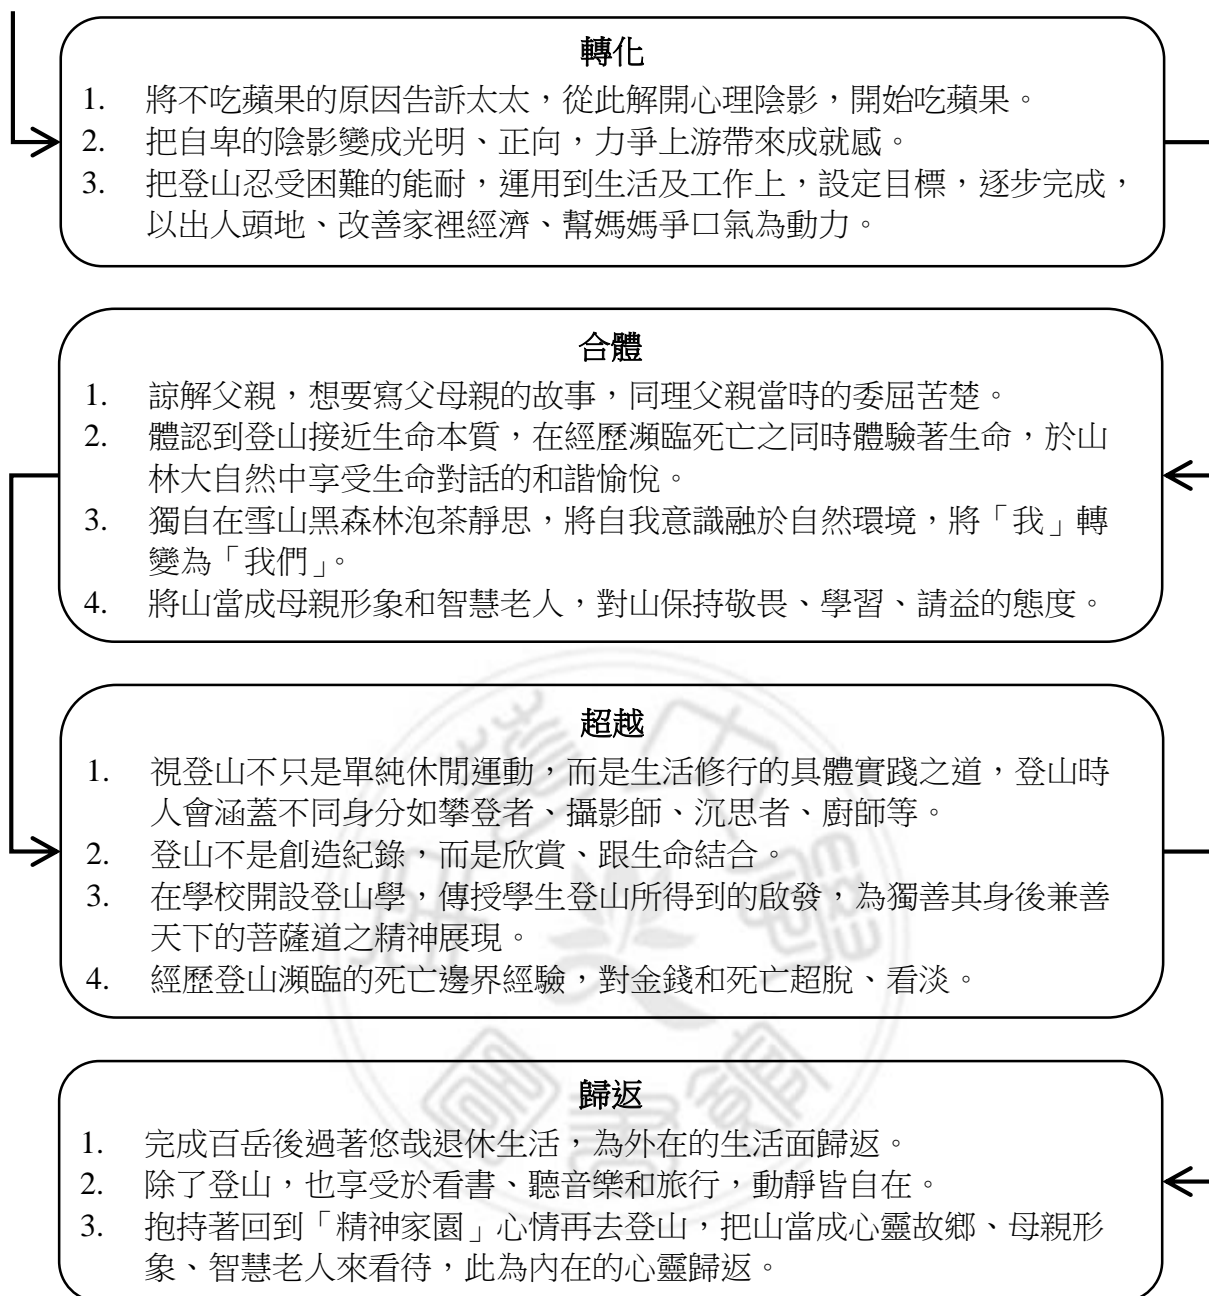 轉化
1. 將不吃蘋果的原因告訴太太，從此解開心理陰影，開始吃蘋果。
2. 把自卑的陰影變成光明、正向，力爭上游帶來成就感。
3. 把登山忍受困難的能耐，運用到生活及工作上，設定目標，逐步完成，
以出人頭地、改善家裡經濟、幫媽媽爭口氣為動力。
合體
1. 諒解父親，想要寫父母親的故事，同理父親當時的委屈苦楚。
2. 體認到登山接近生命本質，在經歷瀕臨死亡之同時體驗著生命，於山
林大自然中享受生命對話的和諧愉悅。
3. 獨自在雪山黑森林泡茶靜思，將自我意識融於自然環境，將「我」轉
變為「我們」。
4. 將山當成母親形象和智慧老人，對山保持敬畏、學習、請益的態度。
超越
1. 視登山不只是單純休閒運動，而是生活修行的具體實踐之道，登山時
人會涵蓋不同身分如攀登者、攝影師、沉思者、廚師等。
2. 登山不是創造紀錄，而是欣賞、跟生命結合。
3. 在學校開設登山學，傳授學生登山所得到的啟發，為獨善其身後兼善
天下的菩薩道之精神展現。
4. 經歷登山瀕臨的死亡邊界經驗，對金錢和死亡超脫、看淡。
歸返
1. 完成百岳後過著悠哉退休生活，為外在的生活面歸返。
2. 除了登山，也享受於看書、聽音樂和旅行，動靜皆自在。
3. 抱持著回到「精神家園」心情再去登山，把山當成心靈故鄉、母親形
象、智慧老人來看待，此為內在的心靈歸返。